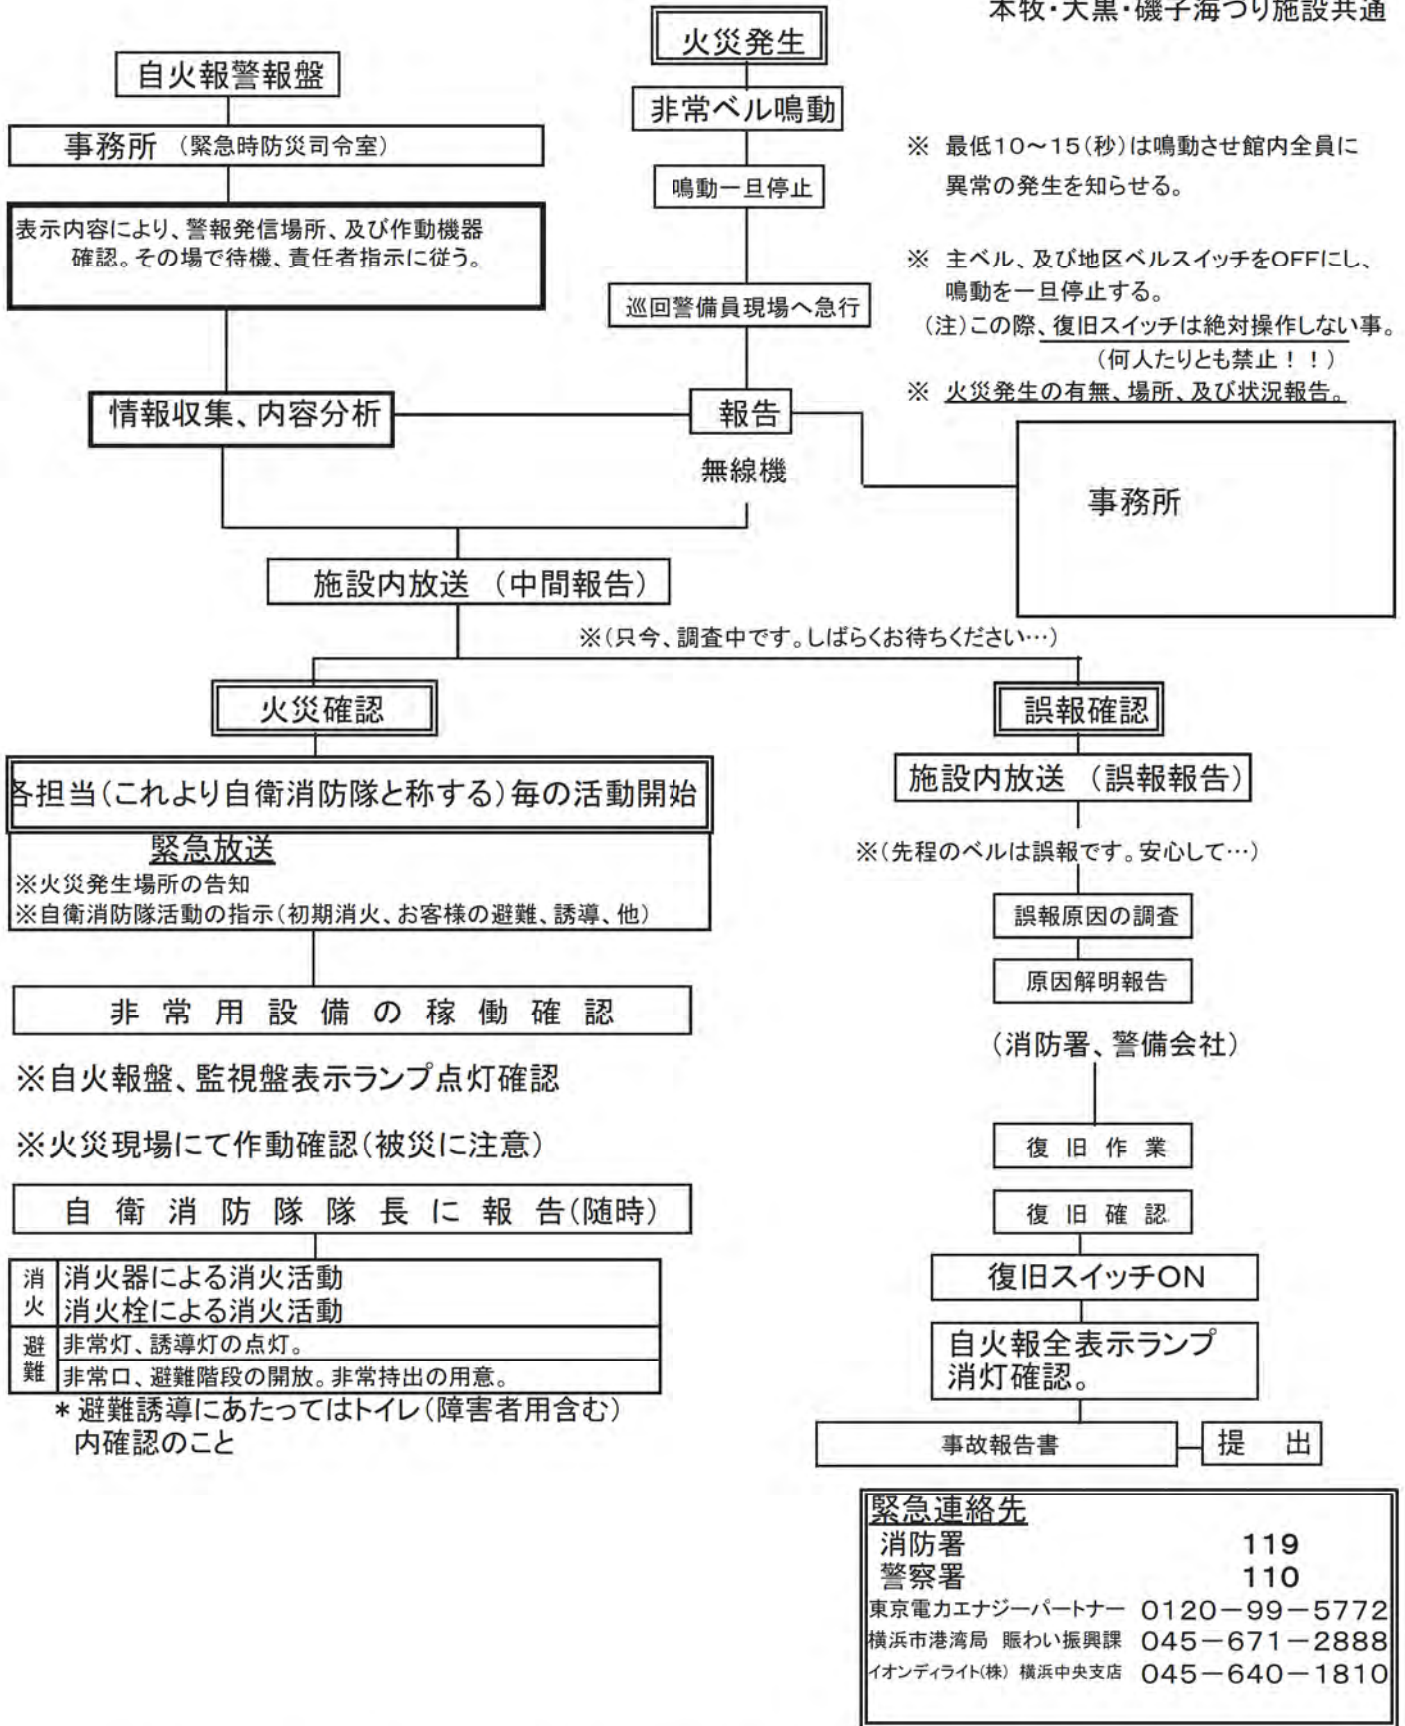 本牧・大黒・磯子海づり施設共通
火災発生
自火報警報盤
非常ベル鳴動
事務所 (緊急時防災司令室)
※ 最低10～15(秒)は鳴動させ館内全員に
異常の発生を知らせる。
鳴動一旦停止
表示内容により、警報発信場所、及び作動機器
確認。その場で待機、責任者指示に従う。
※ 主ベル、及び地区ベルスイッチをOFFにし、
鳴動を一旦停止する。
巡回警備員現場へ急行
(注)この際、復旧スイッチは絶対操作しない事。
(何人たりとも禁止！！)
※ 火災発生の有無、場所、及び状況報告。
情報収集、内容分析
報告
無線機
事務所
施設内放送 (中間報告)
※(只今、調査中です。しばらくお待ちください…)
火災確認
誤報確認
各担当(これより自衛消防隊と称する)毎の活動開始
施設内放送 (誤報報告)
緊急放送
※火災発生場所の告知
※自衛消防隊活動の指示(初期消火、お客様の避難、誘導、他)
※(先程のベルは誤報です。安心して…)
誤報原因の調査
原因解明報告
非常用設備の稼働確認
(消防署、警備会社)
※自火報盤、監視盤表示ランプ点灯確認
※火災現場にて作動確認(被災に注意)
復旧作業
自衛消防隊隊長に報告(随時)
復旧確認
消火
消火器による消火活動
消火栓による消火活動
避難
非常灯、誘導灯の点灯。
非常口、避難階段の開放。非常持出の用意。
＊避難誘導にあたってはトイレ(障害者用含む)
内確認のこと
復旧スイッチON
自火報全表示ランプ
消灯確認。
事故報告書
提 出
緊急連絡先
消防署 119
警察署 110
東京電力エナジーパートナー 0120－99－5772
横浜市港湾局 賑わい振興課 045－671－2888
イオンディライト(株) 横浜中央支店 045－640－1810